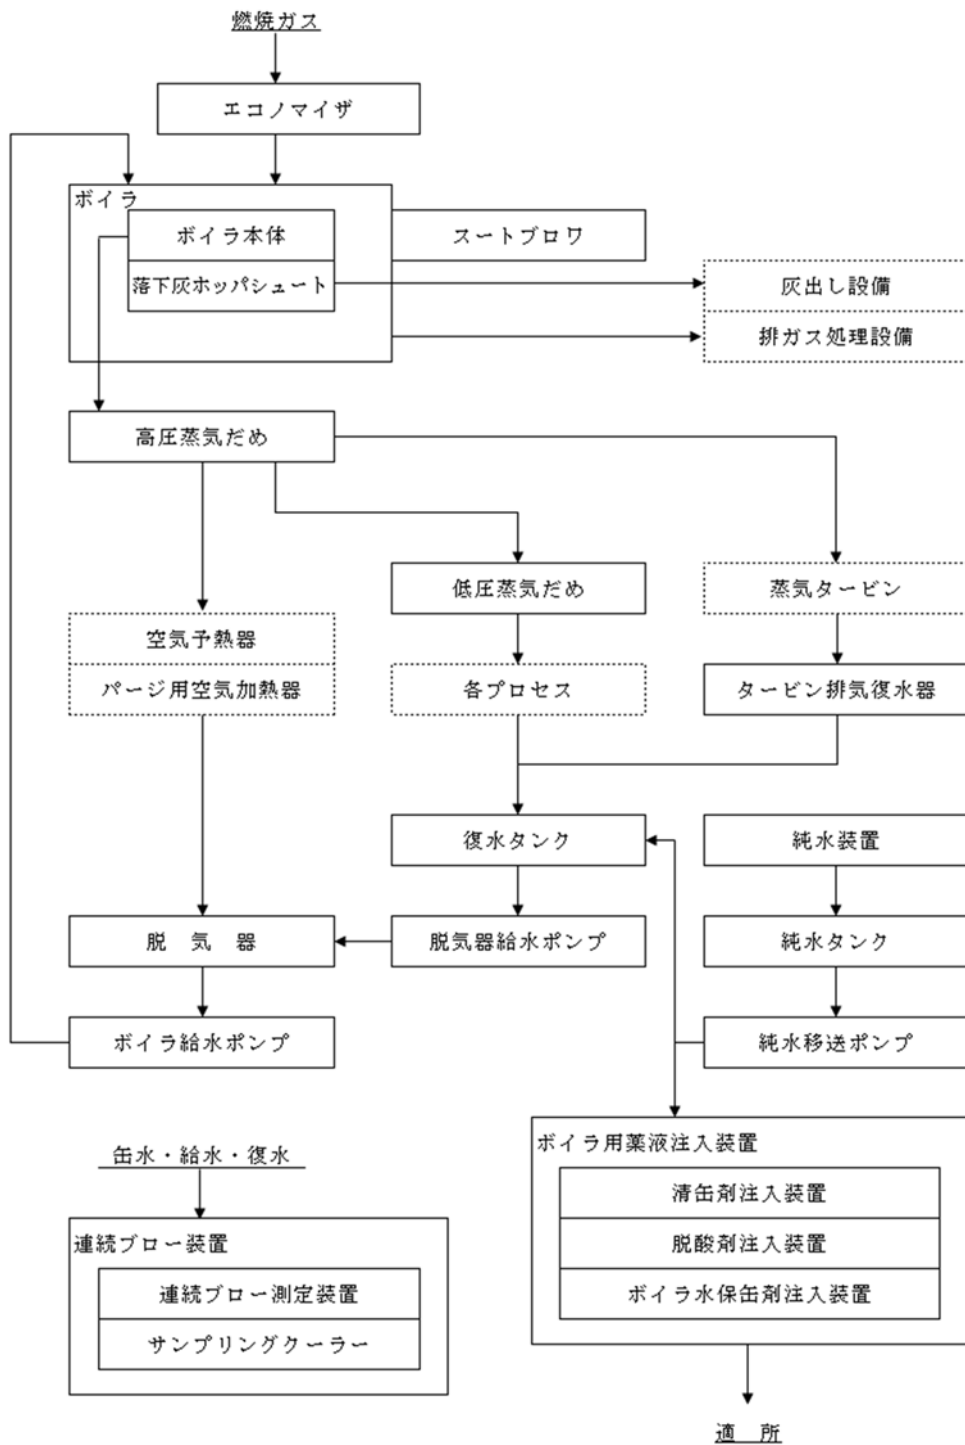 燃焼ガス
エコノマイザ
ボイラ
ボイラ本体
スートブロワ
落下灰ホッパシュート
灰出し設備
排ガス処理設備
高圧蒸気だめ
低圧蒸気だめ
蒸気タービン
空気予熱器
パージ用空気加熱器
各プロセス
タービン排気復水器
復水タンク
純水装置
脱　気　器
脱気器給水ポンプ
純水タンク
ボイラ給水ポンプ
純水移送ポンプ
ボイラ用薬液注入装置
清缶剤注入装置
脱酸剤注入装置
ボイラ水保缶剤注入装置
缶水・給水・復水
連続ブロー装置
連続ブロー測定装置
サンプリングクーラー
適　所